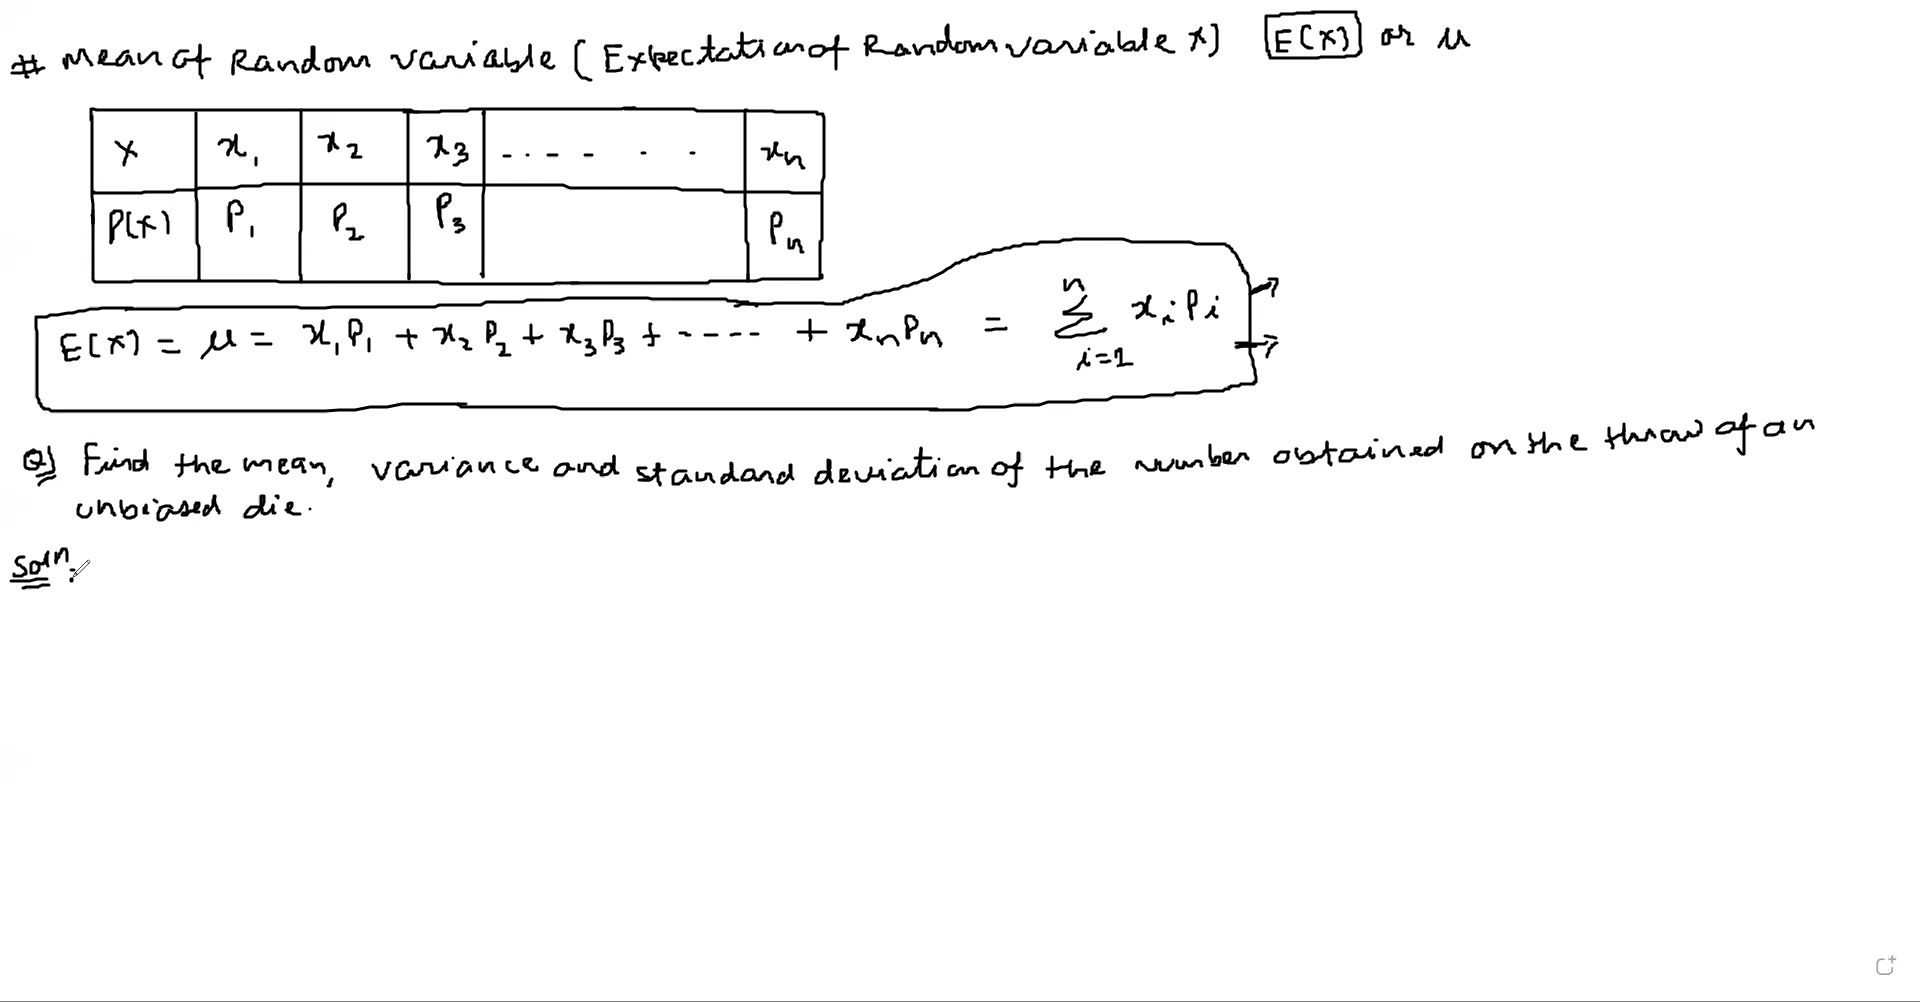 # Mean of Random variable [Expectation of Random variable X] E(X) or μ
X x₁ x₂ x₃ ....... xₙ
P(X) P₁ P₂ P₃ Pₙ
E(X) = μ = x₁P₁ + x₂P₂ + x₃P₃ + ---- + xₙPₙ = ∑ⁿᵢ₌₁ xᵢPᵢ
Q) Find the mean, variance and standard deviation of the number obtained on the throw of an
unbiased die.
Solⁿ: